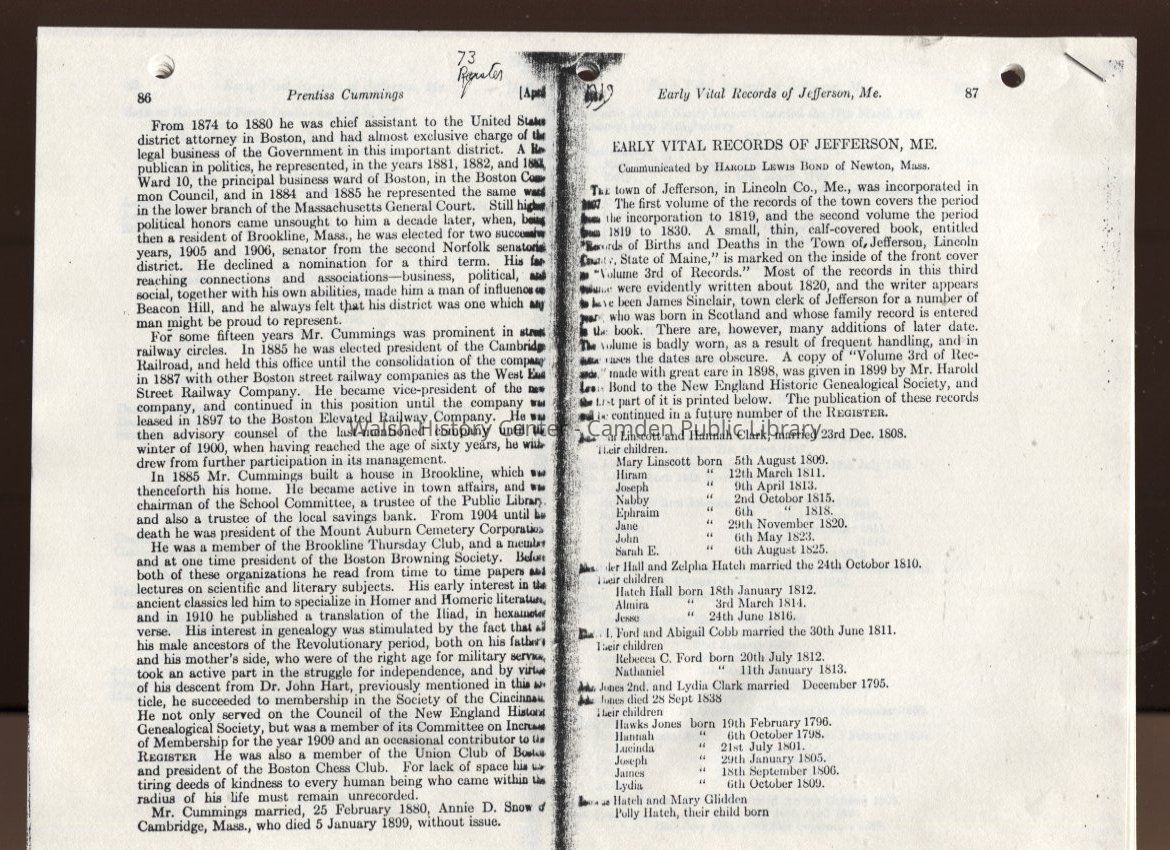 73
Register
86 Prentiss Cummings [April
From 1874 to 1880 he was chief assistant to the United States
district attorney in Boston, and had almost exclusive charge of the
legal business of the Government in this important district. A Re-
publican in politics, he represented, in the years 1881, 1882, and 1883,
Ward 10, the principal business ward of Boston, in the Boston Com-
mon Council, and in 1884 and 1885 he represented the same ward
in the lower branch of the Massachusetts General Court. Still higher
political honors came unsought to him a decade later, when, being
then a resident of Brookline, Mass., he was elected for two successive
years, 1905 and 1906, senator from the second Norfolk senatorial
district. He declined a nomination for a third term. His far-
reaching connections and associations—business, political, and
social, together with his own abilities, made him a man of influence on
Beacon Hill, and he always felt that his district was one which any
man might be proud to represent.
For some fifteen years Mr. Cummings was prominent in street
railway circles. In 1885 he was elected president of the Cambridge
Railroad, and held this office until the consolidation of the company
in 1887 with other Boston street railway companies as the West End
Street Railway Company. He became vice-president of the new
company, and continued in this position until the company was
leased in 1897 to the Boston Elevated Railway Company. He was
then advisory counsel of the last-mentioned company until the
winter of 1900, when having reached the age of sixty years, he with-
drew from further participation in its management.
In 1885 Mr. Cummings built a house in Brookline, which was
thenceforth his home. He became active in town affairs, and was
chairman of the School Committee, a trustee of the Public Library,
and also a trustee of the local savings bank. From 1904 until his
death he was president of the Mount Auburn Cemetery Corporation.
He was a member of the Brookline Thursday Club, and a member
and at one time president of the Boston Browning Society. Before
both of these organizations he read from time to time papers and
lectures on scientific and literary subjects. His early interest in the
ancient classics led him to specialize in Homer and Homeric literature,
and in 1910 he published a translation of the Iliad, in hexameter
verse. His interest in genealogy was stimulated by the fact that all
his male ancestors of the Revolutionary period, both on his father's
and his mother's side, who were of the right age for military service,
took an active part in the struggle for independence, and by virtue
of his descent from Dr. John Hart, previously mentioned in this ar-
ticle, he succeeded to membership in the Society of the Cincinnati.
He not only served on the Council of the New England Historic
Genealogical Society, but was a member of its Committee on Increase
of Membership for the year 1909 and an occasional contributor to the
REGISTER He was also a member of the Union Club of Boston
and president of the Boston Chess Club. For lack of space his un-
tiring deeds of kindness to every human being who came within the
radius of his life must remain unrecorded.
Mr. Cummings married, 25 February 1880, Annie D. Snow of
Cambridge, Mass., who died 5 January 1899, without issue.
Early Vital Records of Jefferson, Me. 87
EARLY VITAL RECORDS OF JEFFERSON, ME.
Communicated by HAROLD LEWIS BOND of Newton, Mass.
THE town of Jefferson, in Lincoln Co., Me., was incorporated in
1807. The first volume of the records of the town covers the period
from the incorporation to 1819, and the second volume the period
from 1819 to 1830. A small, thin, calf-covered book, entitled
"Records of Births and Deaths in the Town of Jefferson, Lincoln
County, State of Maine," is marked on the inside of the front cover
as "Volume 3rd of Records." Most of the records in this third
volume were evidently written about 1820, and the writer appears
to have been James Sinclair, town clerk of Jefferson for a number of
years, who was born in Scotland and whose family record is entered
in the book. There are, however, many additions of later date.
The volume is badly worn, as a result of frequent handling, and in
cases the dates are obscure. A copy of "Volume 3rd of Rec-
" made with great care in 1898, was given in 1899 by Mr. Harold
Lewis Bond to the New England Historic Genealogical Society, and
the first part of it is printed below. The publication of these records
will be continued in a future number of the REGISTER.
Linscott and Hannah Clark, married 23rd Dec. 1808.
Their children.
Mary Linscott born 5th August 1809.
Hiram " 12th March 1811.
Joseph " 9th April 1813.
Nabby " 2nd October 1815.
Ephraim " 6th " 1818.
Jane " 29th November 1820.
John " 6th May 1823.
Sarah E. " 6th August 1825.
Hall and Zelpha Hatch married the 24th October 1810.
Their children
Hatch Hall born 18th January 1812.
Almira " 3rd March 1814.
Jesse " 24th June 1816.
Ford and Abigail Cobb married the 30th June 1811.
Their children
Rebecca C. Ford born 20th July 1812.
Nathaniel " 11th January 1813.
Jones 2nd. and Lydia Clark married December 1795.
Jones died 28 Sept 1838
Their children
Hawks Jones born 19th February 1796.
Hannah " 6th October 1798.
Lucinda " 21st July 1801.
Joseph " 29th January 1805.
James " 18th September 1806.
Lydia " 6th October 1809.
Hatch and Mary Glidden
Polly Hatch, their child born
Walsh History Center - Camden Public Library